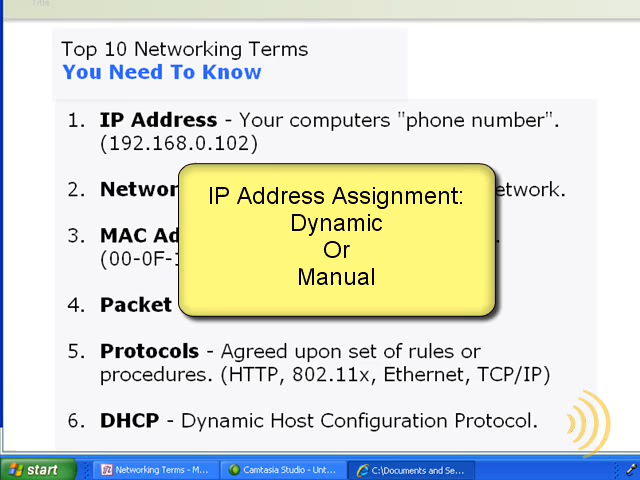 Title
Top 10 Networking Terms
You Need To Know
1. IP Address - Your computers "phone number".
(192.168.0.102)
2. Networ etwork.
3. MAC Ad
(00-0F-
4. Packet
IP Address Assignment:
Dynamic
Or
Manual
5. Protocols - Agreed upon set of rules or
procedures. (HTTP, 802.11x, Ethernet, TCP/IP)
6. DHCP - Dynamic Host Configuration Protocol.
start Networking Terms - M... Camtasia Studio - Unt... C:\Documents and Se...